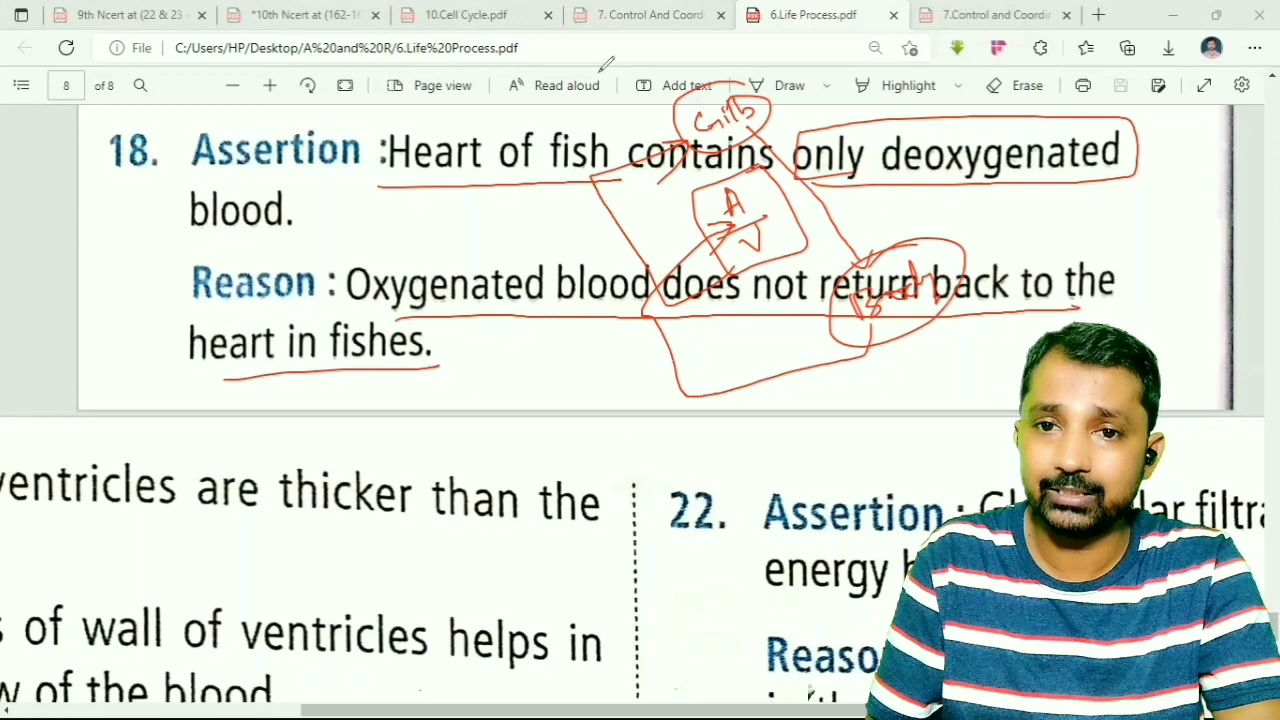 9th Ncert at (22 & 23
*10th Ncert at (162-1
10.Cell Cycle.pdf
7. Control And Coord
6.Life Process.pdf
7.Control and Coordi
File
C:/Users/HP/Desktop/A%20and%20R/6.Life%20Process.pdf
8 of 8
Page view
Read aloud
Add text
Draw
Highlight
Erase
Gills
18. Assertion :Heart of fish contains only deoxygenated
blood.
A
V
Reason : Oxygenated blood does not return back to the
Body
heart in fishes.
ventricles are thicker than the
s of wall of ventricles helps in
w of the blood
22. Assertion : Gl lar filtra
energy
Reaso